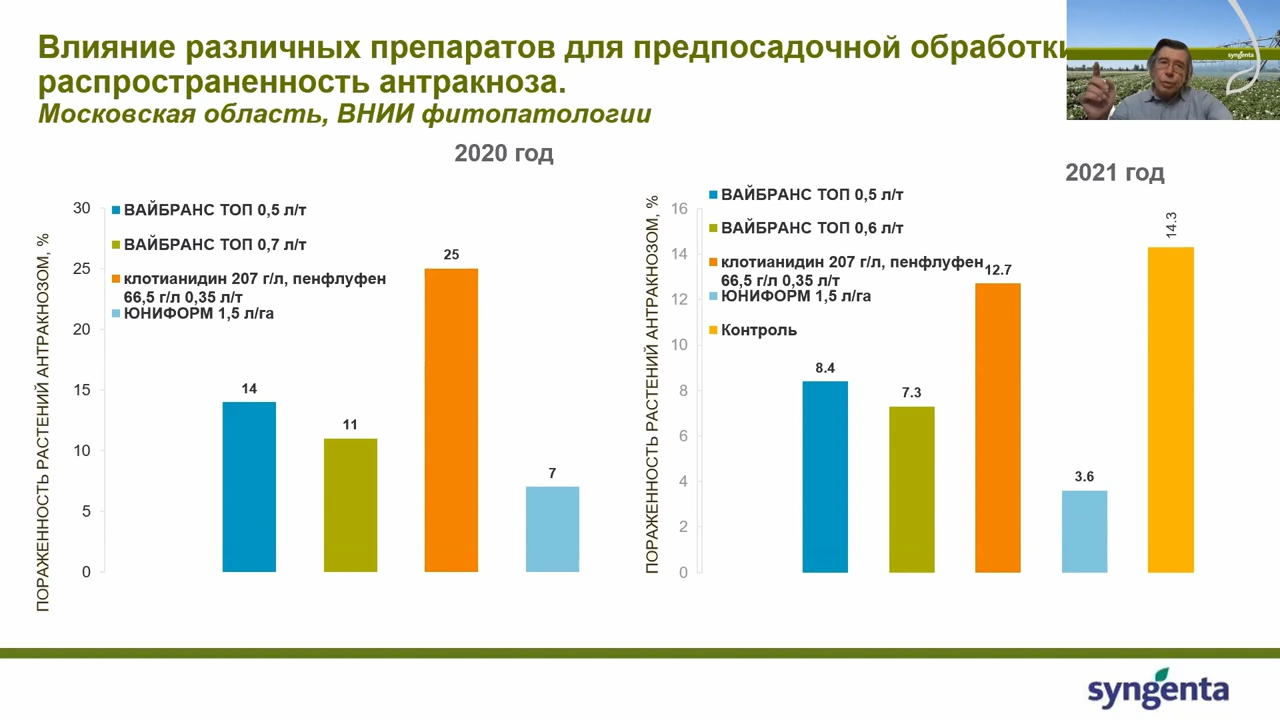 Влияние различных препаратов для предпосадочной обработки
распространенность антракноза.
Московская область, ВНИИ фитопатологии
syngenta
2020 год
ПОРАЖЕННОСТЬ РАСТЕНИЙ АНТРАКНОЗОМ, %
30
25
20
15
10
5
0
ВАЙБРАНС ТОП 0,5 л/т
ВАЙБРАНС ТОП 0,7 л/т
клотианидин 207 г/л, пенфлуфен
66,5 г/л 0,35 л/т
ЮНИФОРМ 1,5 л/га
14
11
25
7
2021 год
ПОРАЖЕННОСТЬ РАСТЕНИЙ АНТРАКНОЗОМ, %
16
14
12
10
8
6
4
2
0
ВАЙБРАНС ТОП 0,5 л/т
ВАЙБРАНС ТОП 0,6 л/т
клотианидин 207 г/л, пенфлуфен
66,5 г/л 0,35 л/т
ЮНИФОРМ 1,5 л/га
Контроль
8.4
7.3
12.7
3.6
14.3
syngenta